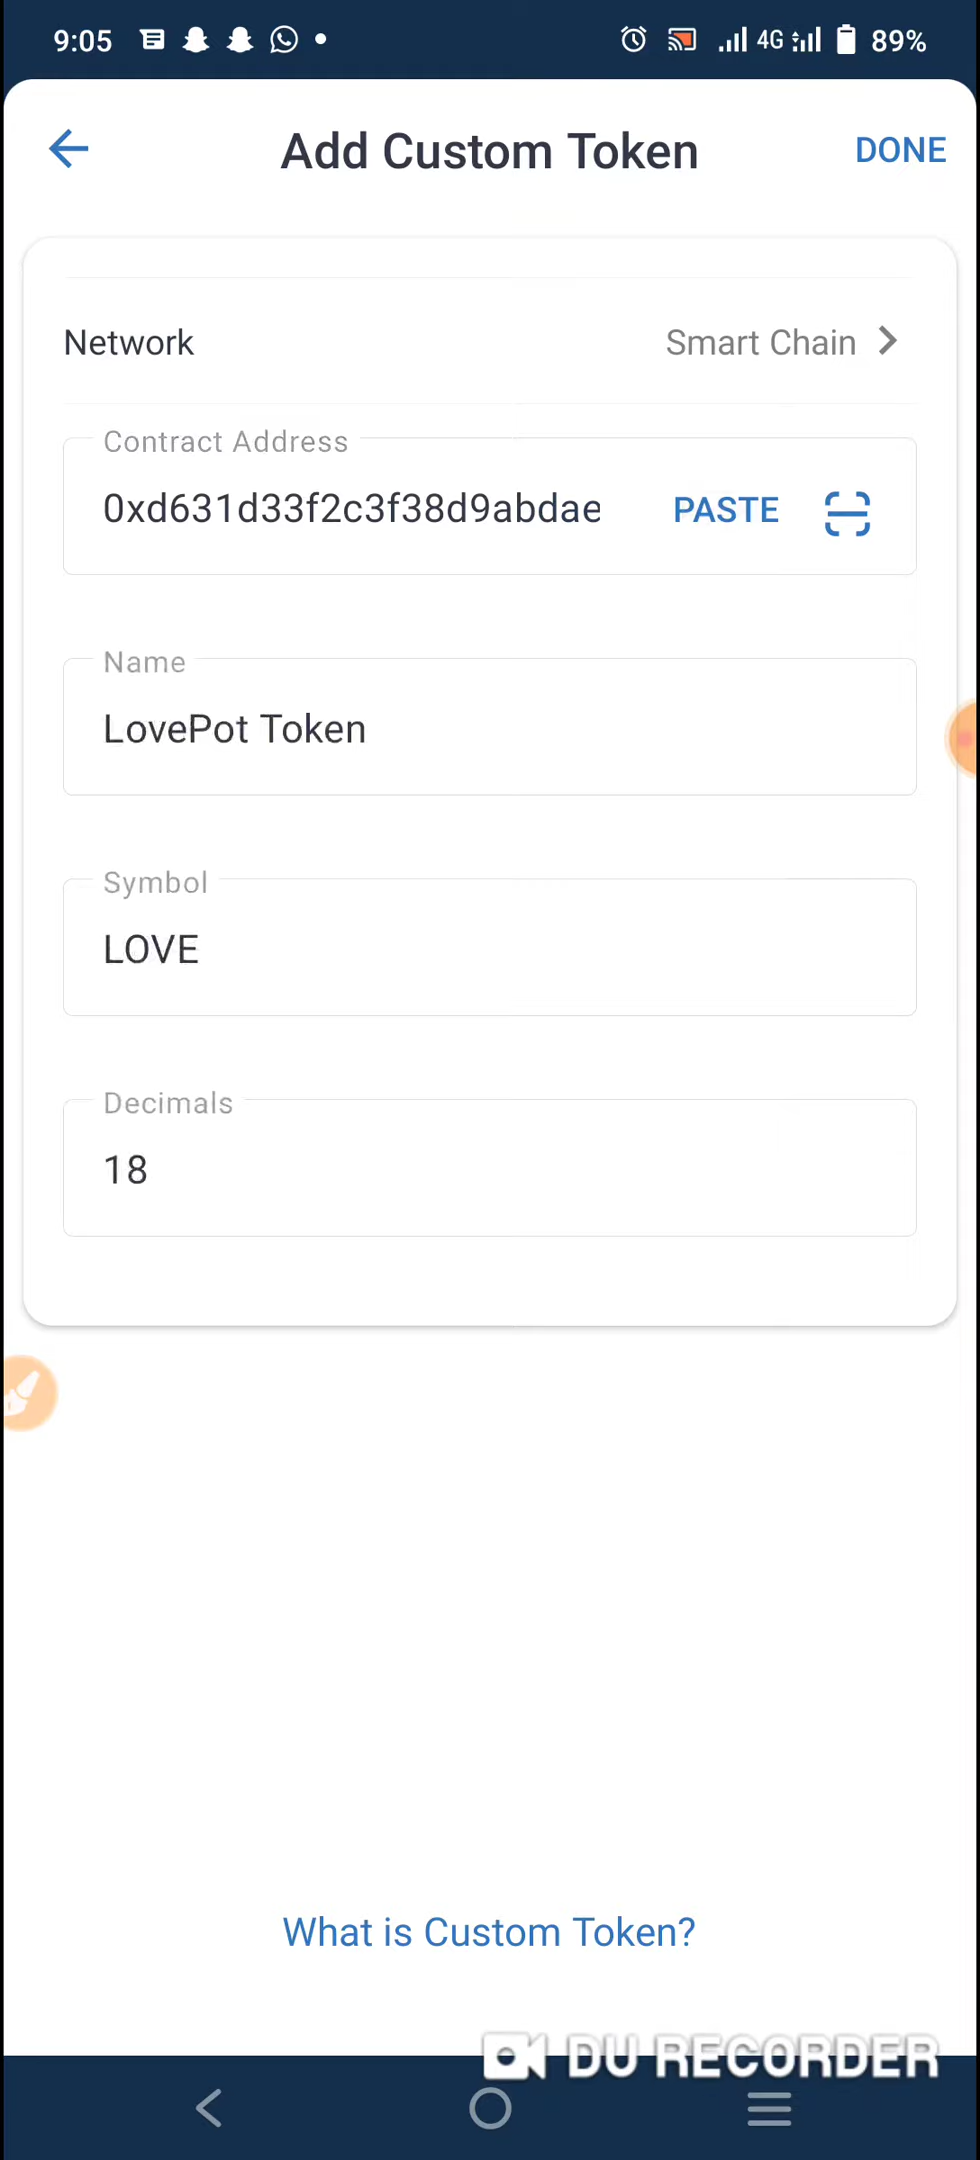 9:05 4G 89%
Add Custom Token DONE
Network Smart Chain
Contract Address
0xd631d33f2c3f38d9abdae PASTE
Name
LovePot Token
Symbol
LOVE
Decimals
18
What is Custom Token?
DU RECORDER